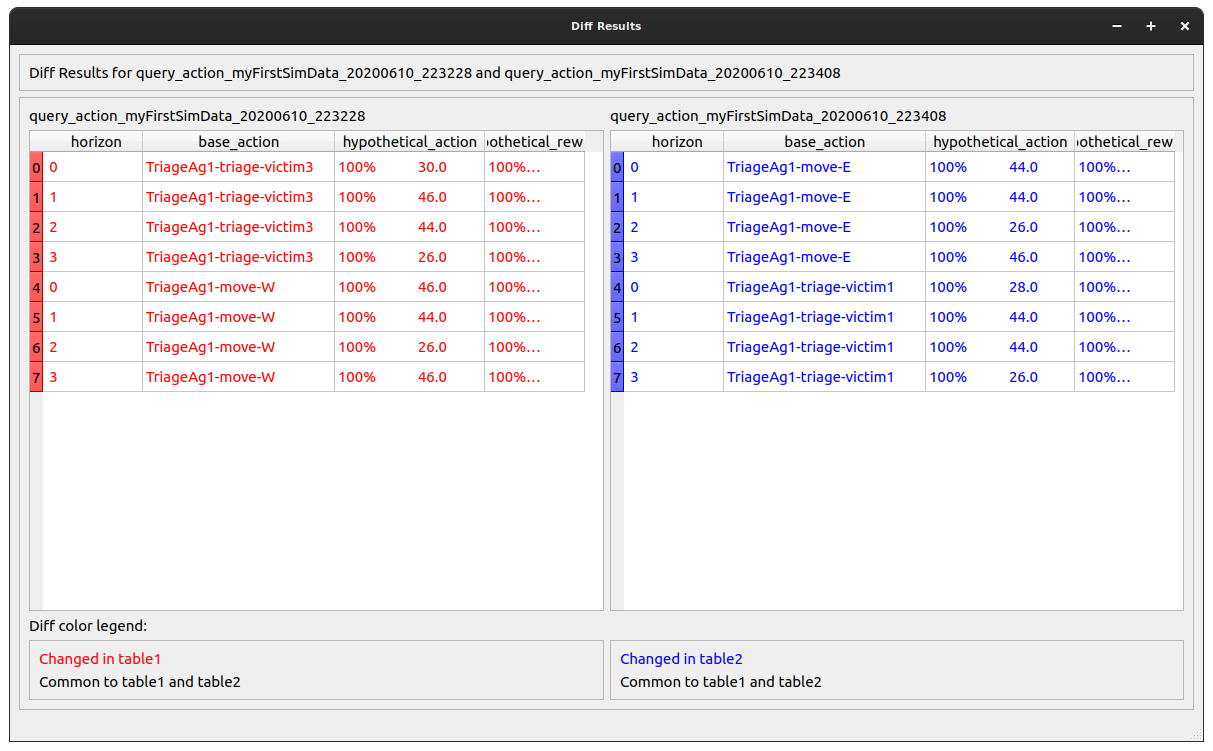 Diff Results
Diff Results for query_action_myFirstSimData_20200610_223228 and query_action_myFirstSimData_20200610_223408
query_action_myFirstSimData_20200610_223228
horizon base_action hypothetical_action pothetical_rew
0 0 TriageAg1-triage-victim3 100% 30.0 100%…
1 1 TriageAg1-triage-victim3 100% 46.0 100%…
2 2 TriageAg1-triage-victim3 100% 44.0 100%…
3 3 TriageAg1-triage-victim3 100% 26.0 100%…
4 0 TriageAg1-move-W 100% 46.0 100%…
5 1 TriageAg1-move-W 100% 44.0 100%…
6 2 TriageAg1-move-W 100% 26.0 100%…
7 3 TriageAg1-move-W 100% 46.0 100%…
query_action_myFirstSimData_20200610_223408
horizon base_action hypothetical_action pothetical_rew
0 0 TriageAg1-move-E 100% 44.0 100%…
1 1 TriageAg1-move-E 100% 44.0 100%…
2 2 TriageAg1-move-E 100% 26.0 100%…
3 3 TriageAg1-move-E 100% 46.0 100%…
4 0 TriageAg1-triage-victim1 100% 28.0 100%…
5 1 TriageAg1-triage-victim1 100% 44.0 100%…
6 2 TriageAg1-triage-victim1 100% 44.0 100%…
7 3 TriageAg1-triage-victim1 100% 26.0 100%…
Diff color legend:
Changed in table1
Common to table1 and table2
Changed in table2
Common to table1 and table2